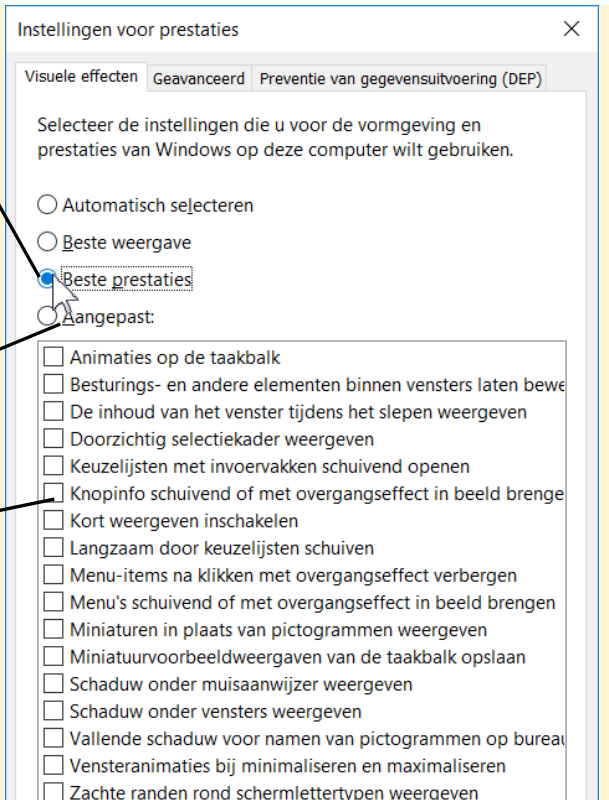 Instellingen voor prestaties
Visuele effecten Geavanceerd Preventie van gegevensuitvoering (DEP)
Selecteer de instellingen die u voor de vormgeving en
prestaties van Windows op deze computer wilt gebruiken.
Automatisch selecteren
Beste weergave
Beste prestaties
Aangepast:
Animaties op de taakbalk
Besturings- en andere elementen binnen vensters laten bewe
De inhoud van het venster tijdens het slepen weergeven
Doorzichtig selectiekader weergeven
Keuzelijsten met invoervakken schuivend openen
Knopinfo schuivend of met overgangseffect in beeld brenge
Kort weergeven inschakelen
Langzaam door keuzelijsten schuiven
Menu-items na klikken met overgangseffect verbergen
Menu's schuivend of met overgangseffect in beeld brengen
Miniaturen in plaats van pictogrammen weergeven
Miniatuurvoorbeeldweergaven van de taakbalk opslaan
Schaduw onder muisaanwijzer weergeven
Schaduw onder vensters weergeven
Vallende schaduw voor namen van pictogrammen op bureau
Vensteranimaties bij minimaliseren en maximaliseren
Zachte randen rond schermlettertypen weergeven